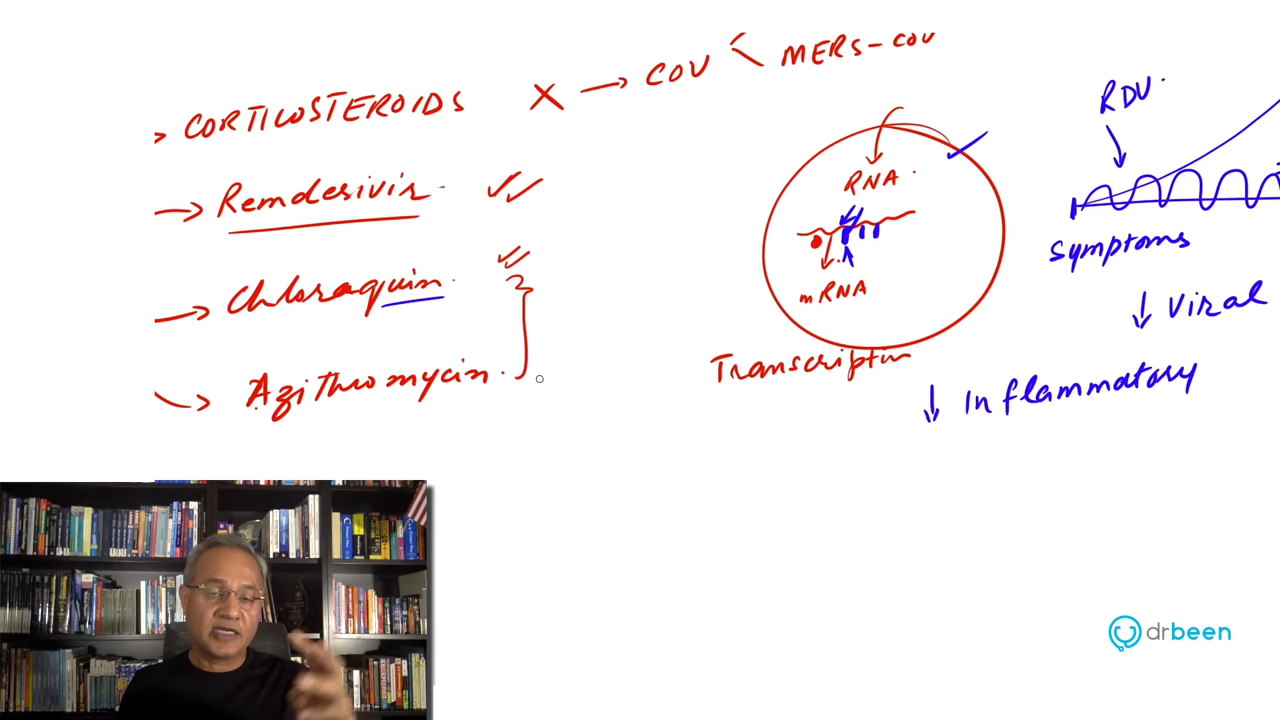 CORTICOSTEROIDS X → COV < MERS-COV
→ Remdesivir
→ Chloraquin
→ Azithromycin
RNA
mRNA
Transcription
RDV
Symptoms
↓ Viral
↓ Inflammatory
drbeen